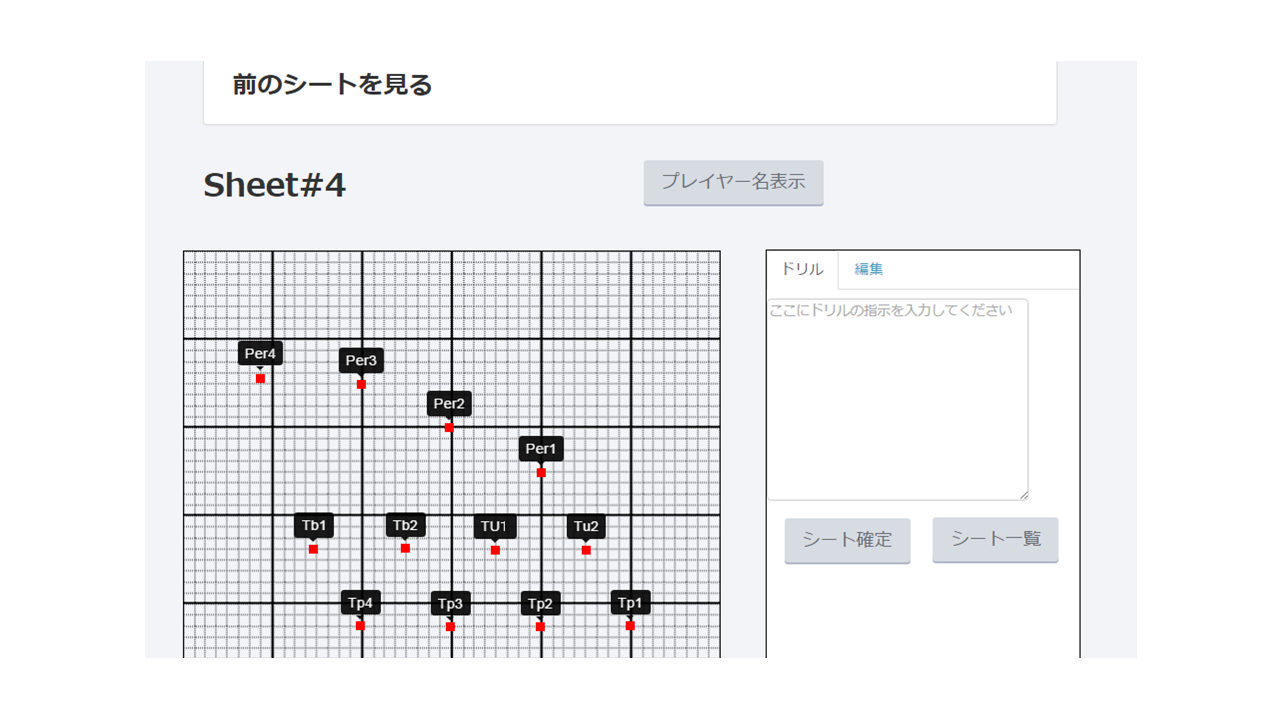 前のシートを見る
Sheet#4
プレイヤー名表示
ドリル 編集
ここにドリルの指示を入力してください
Per4
Per3
Per2
Per1
Tb1 Tb2 TU1 Tu2
シート確定 シート一覧
Tp4 Tp3 Tp2 Tp1